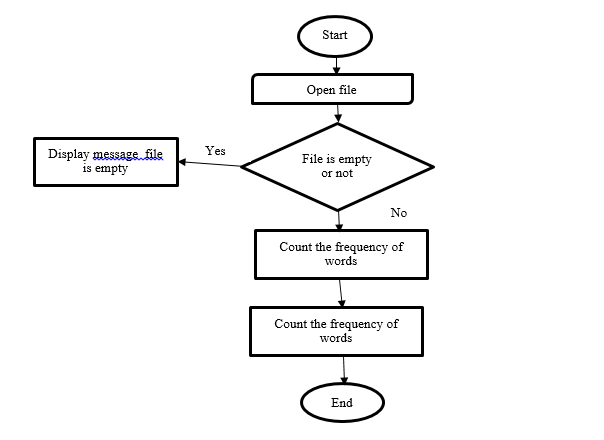 Start
Open file
File is empty
or not
Yes
Display message  file
is empty
No
Count the frequency of
words
Count the frequency of
words
End